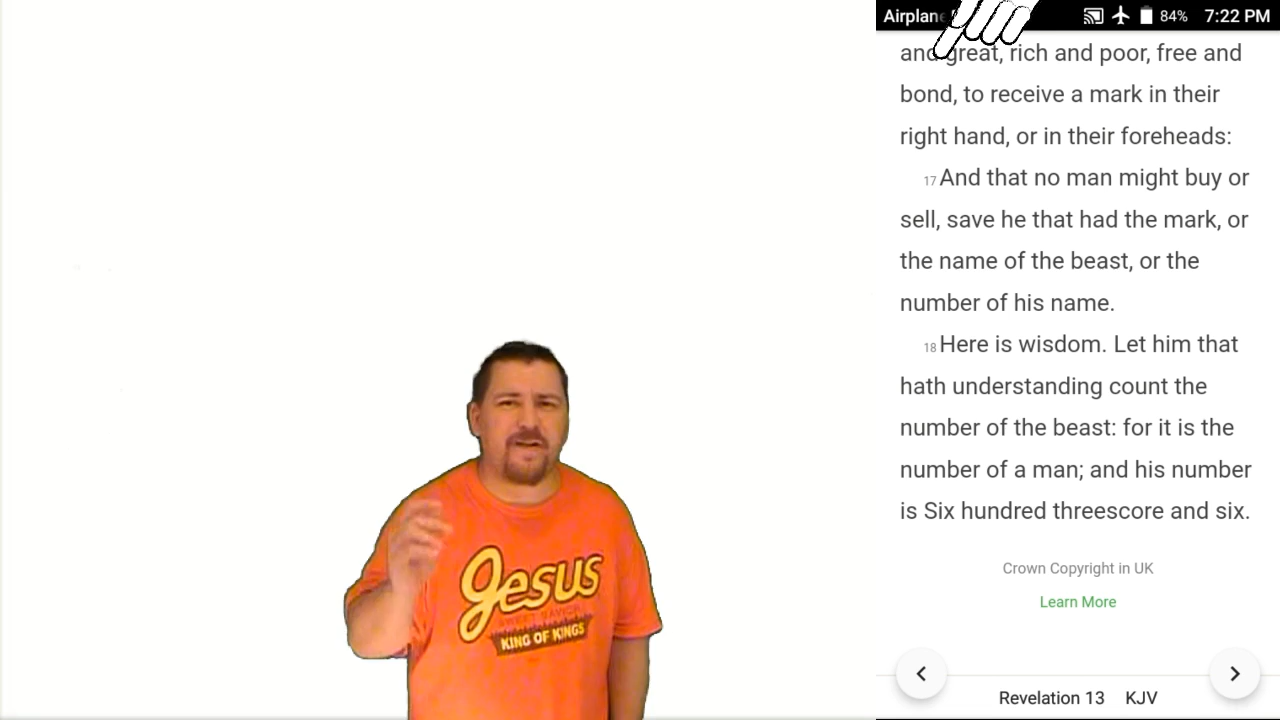 Airplan
84%
7:22 PM
and great, rich and poor, free and
bond, to receive a mark in their
right hand, or in their foreheads:
17 And that no man might buy or
sell, save he that had the mark, or
the name of the beast, or the
number of his name.
18 Here is wisdom. Let him that
hath understanding count the
number of the beast: for it is the
number of a man; and his number
is Six hundred threescore and six.
Crown Copyright in UK
Learn More
Revelation 13 KJV
Jesus
SWEET SAVIOR
KING OF KINGS